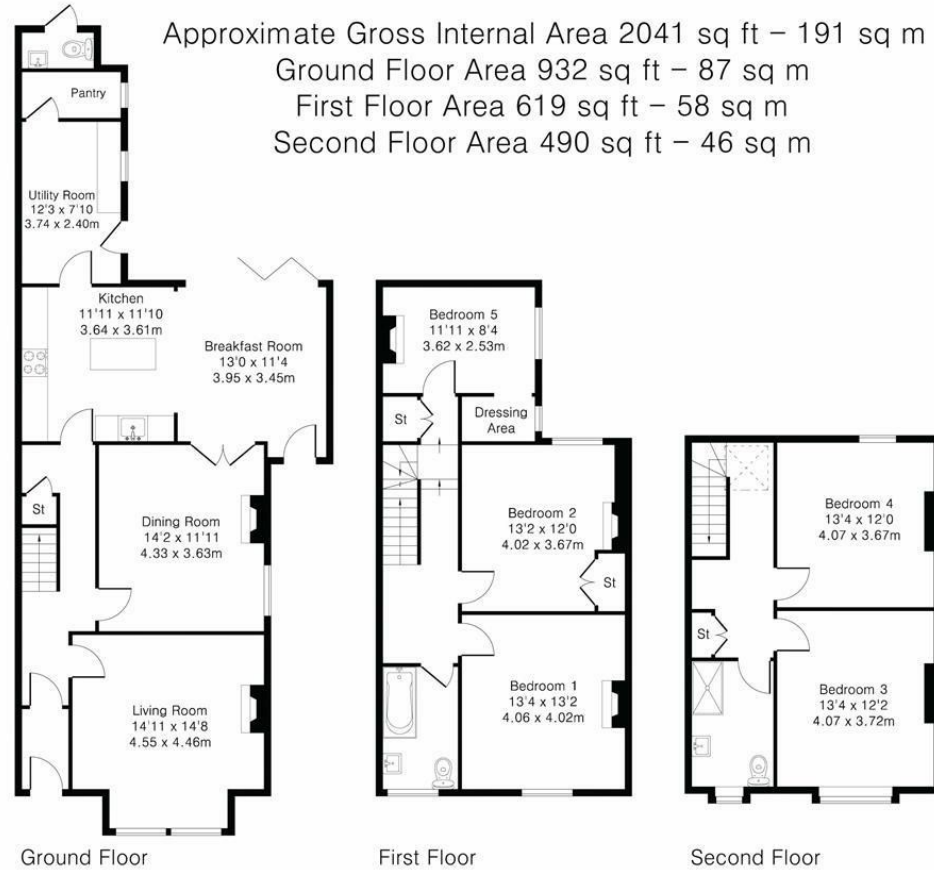 Approximate Gross Internal Area 2041 sq ft – 191 sq m
Ground Floor Area 932 sq ft – 87 sq m
First Floor Area 619 sq ft – 58 sq m
Second Floor Area 490 sq ft – 46 sq m
Pantry
Utility Room
12'3 x 7'10
3.74 x 2.40m
Kitchen
11'11 x 11'10
3.64 x 3.61m
Breakfast Room
13'0 x 11'4
3.95 x 3.45m
St
Dining Room
14'2 x 11'11
4.33 x 3.63m
Living Room
14'11 x 14'8
4.55 x 4.46m
Ground Floor
Bedroom 5
11'11 x 8'4
3.62 x 2.53m
St
Dressing
Area
Bedroom 2
13'2 x 12'0
4.02 x 3.67m
St
Bedroom 1
13'4 x 13'2
4.06 x 4.02m
First Floor
Bedroom 4
13'4 x 12'0
4.07 x 3.67m
St
Bedroom 3
13'4 x 12'2
4.07 x 3.72m
Second Floor